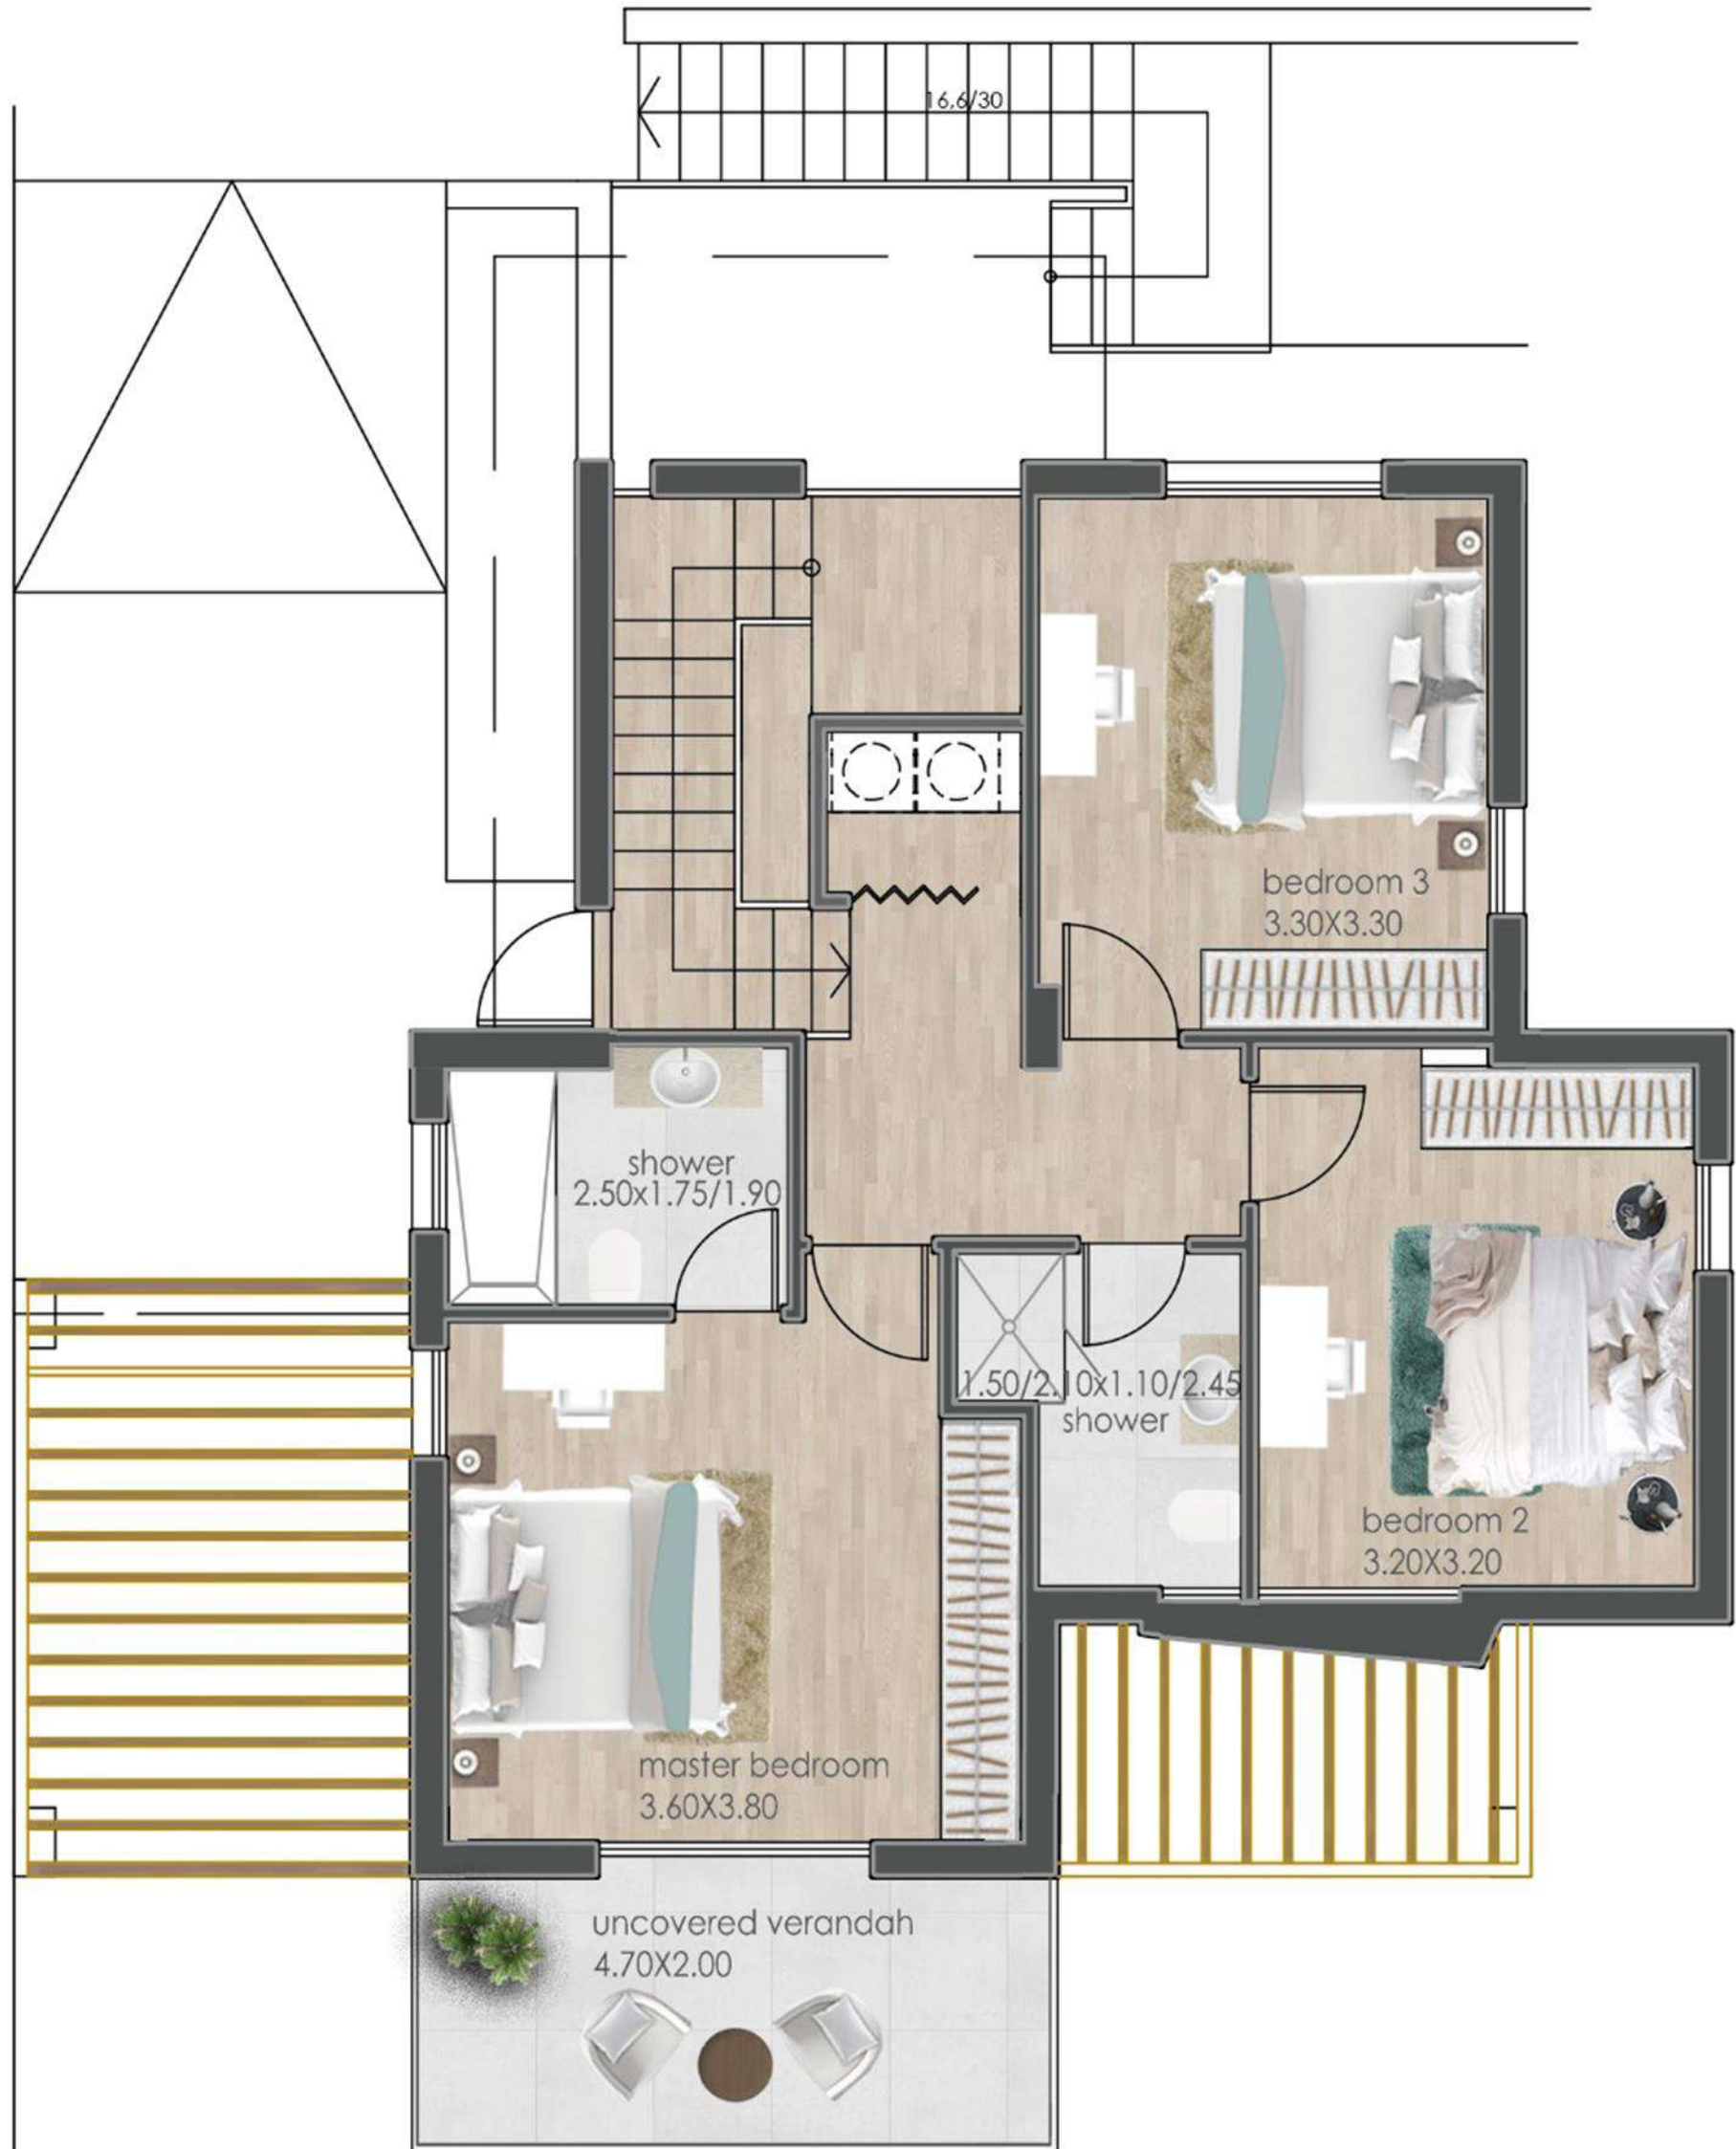 16,6/30
bedroom 3
3.30X3.30
shower
2.50x1.75/1.90
1.50/2.10x1.10/2.45
shower
bedroom 2
3.20X3.20
master bedroom
3.60X3.80
uncovered verandah
4.70X2.00